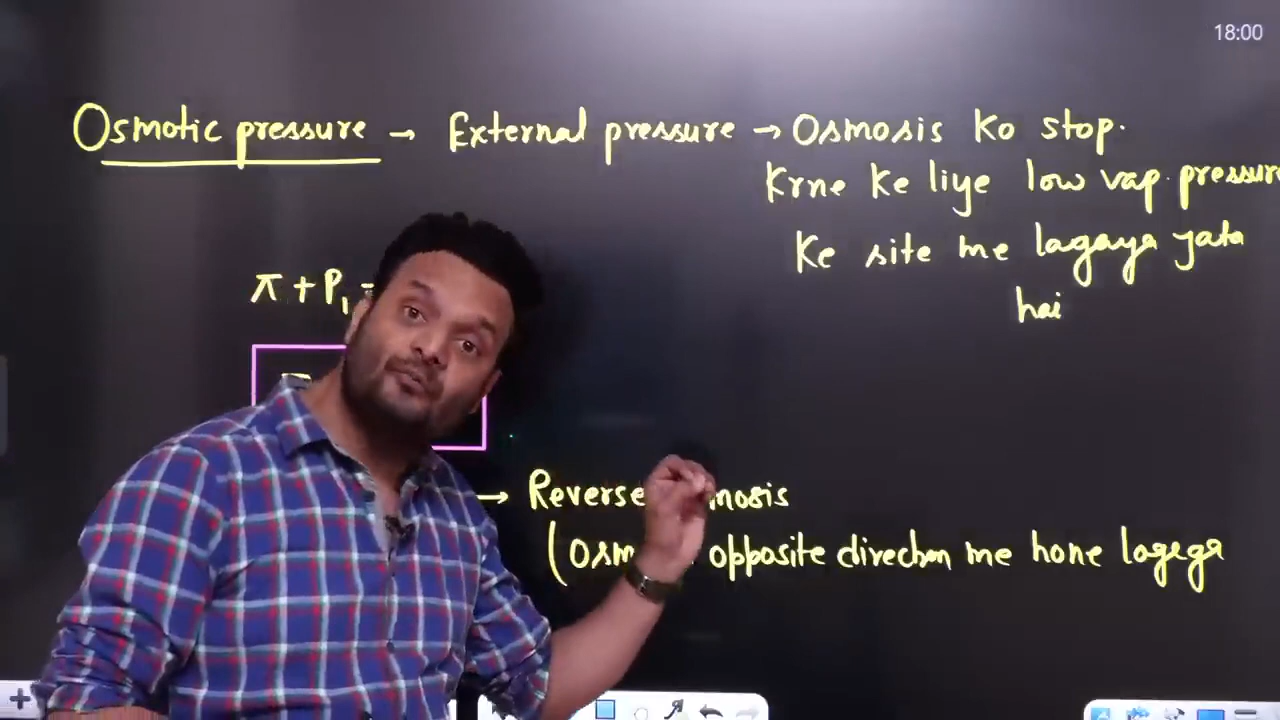 18:00
Osmotic pressure → External pressure → Osmosis Ko stop.
Krne Ke liye low vap. pressure
Ke site me lagaya jata
hai
π + P₁ =
→ Reverse
(opposite direction me hone lagega